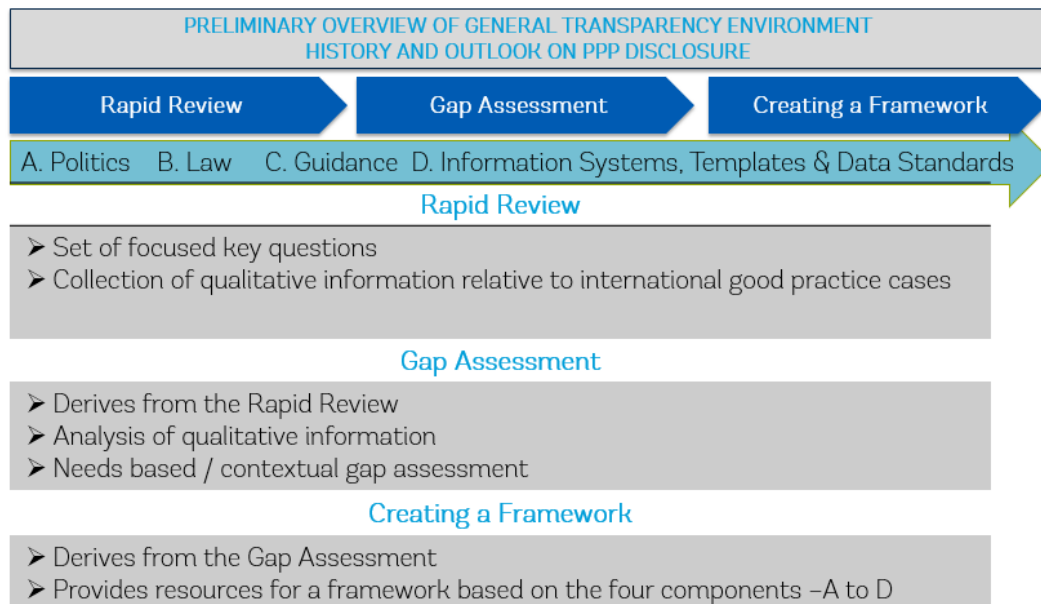 PRELIMINARY OVERVIEW OF GENERAL TRANSPARENCY ENVIRONMENT
HISTORY AND OUTLOOK ON PPP DISCLOSURE
Rapid Review
Gap Assessment
Creating a Framework
A. Politics B. Law C. Guidance D. Information Systems, Templates & Data Standards
Rapid Review
➤ Set of focused key questions
➤ Collection of qualitative information relative to international good practice cases
Gap Assessment
➤ Derives from the Rapid Review
➤ Analysis of qualitative information
➤ Needs based / contextual gap assessment
Creating a Framework
➤ Derives from the Gap Assessment
➤ Provides resources for a framework based on the four components –A to D